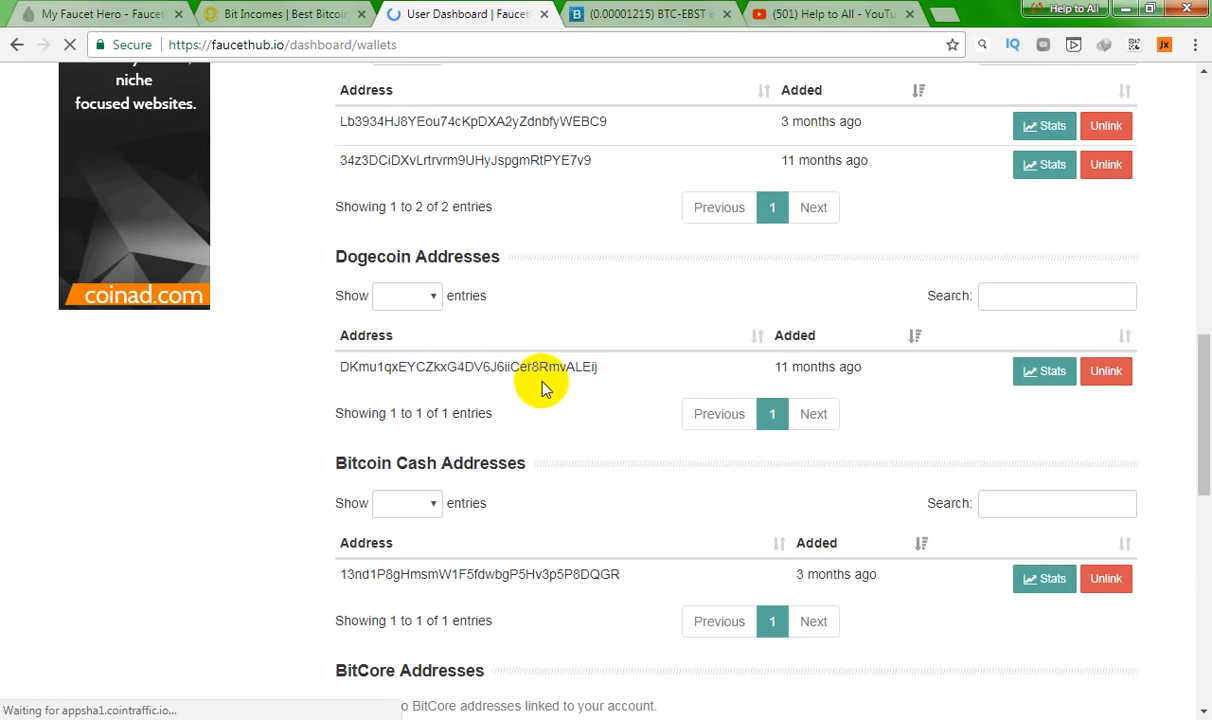 My Faucet Hero - Faucet
Bit Incomes | Best Bitcoin
User Dashboard | Faucet
(0.00001215) BTC-EBST e
(501) Help to All - YouTu
Help to All
Secure https://faucethub.io/dashboard/wallets
IQ
Jx
niche
focused websites.
coinad.com
Address Added
Lb3934HJ8YEou74cKpDXA2yZdnbfyWEBC9 3 months ago Stats Unlink
34z3DCiDXvLrtrvrm9UHyJspgmRtPYE7v9 11 months ago Stats Unlink
Showing 1 to 2 of 2 entries Previous 1 Next
Dogecoin Addresses
Show entries Search:
Address Added
DKmu1qxEYCZkxG4DV6J6iiCer8RmvALEij 11 months ago Stats Unlink
Showing 1 to 1 of 1 entries Previous 1 Next
Bitcoin Cash Addresses
Show entries Search:
Address Added
13nd1P8gHmsmW1F5fdwbgP5Hv3p5P8DQGR 3 months ago Stats Unlink
Showing 1 to 1 of 1 entries Previous 1 Next
BitCore Addresses
o BitCore addresses linked to your account.
Waiting for appsha1.cointraffic.io...